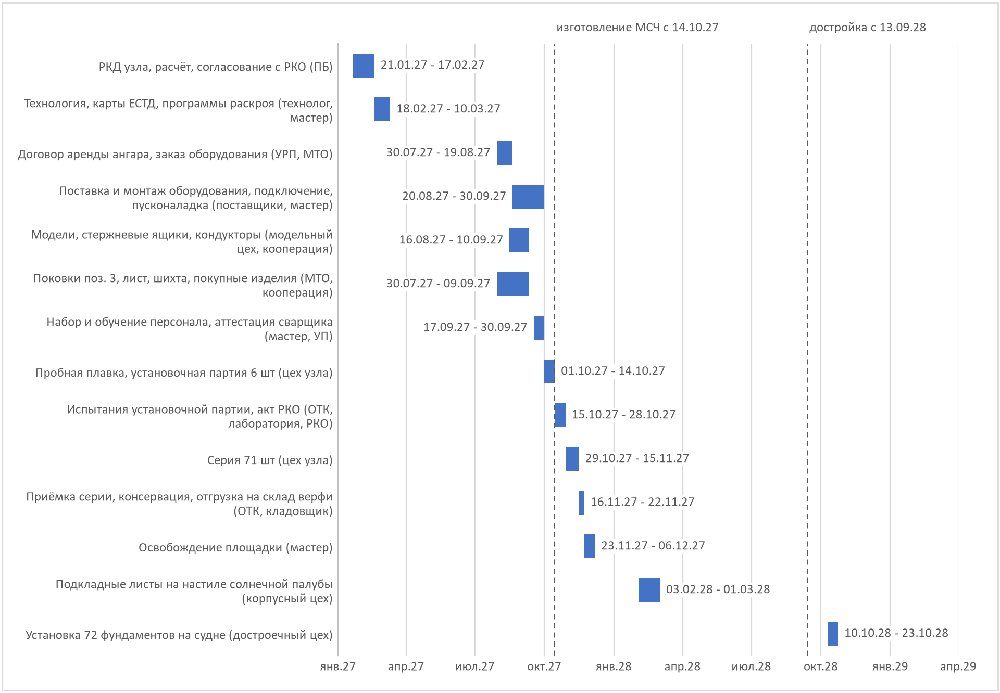 изготовление МСЧ с 14.10.27
достройка с 13.09.28
РКД узла, расчёт, согласование с РКО (ПБ)
21.01.27 - 17.02.27
Технология, карты ЕСТД, программы раскроя (технолог,
мастер)
18.02.27 - 10.03.27
Договор аренды ангара, заказ оборудования (УРП, МТО)
30.07.27 - 19.08.27
Поставка и монтаж оборудования, подключение,
пусконаладка (поставщики, мастер)
20.08.27 - 30.09.27
Модели, стержневые ящики, кондукторы (модельный
цех, кооперация)
16.08.27 - 10.09.27
Поковки поз. 3, лист, шихта, покупные изделия (МТО,
кооперация)
30.07.27 - 09.09.27
Набор и обучение персонала, аттестация сварщика
(мастер, УП)
17.09.27 - 30.09.27
Пробная плавка, установочная партия 6 шт (цех узла)
01.10.27 - 14.10.27
Испытания установочной партии, акт РКО (ОТК,
лаборатория, РКО)
15.10.27 - 28.10.27
Серия 71 шт (цех узла)
29.10.27 - 15.11.27
Приёмка серии, консервация, отгрузка на склад верфи
(ОТК, кладовщик)
16.11.27 - 22.11.27
Освобождение площадки (мастер)
23.11.27 - 06.12.27
Подкладные листы на настиле солнечной палубы
(корпусный цех)
03.02.28 - 01.03.28
Установка 72 фундаментов на судне (достроечный цех)
10.10.28 - 23.10.28
янв.27
апр.27
июл.27
окт.27
янв.28
апр.28
июл.28
окт.28
янв.29
апр.29